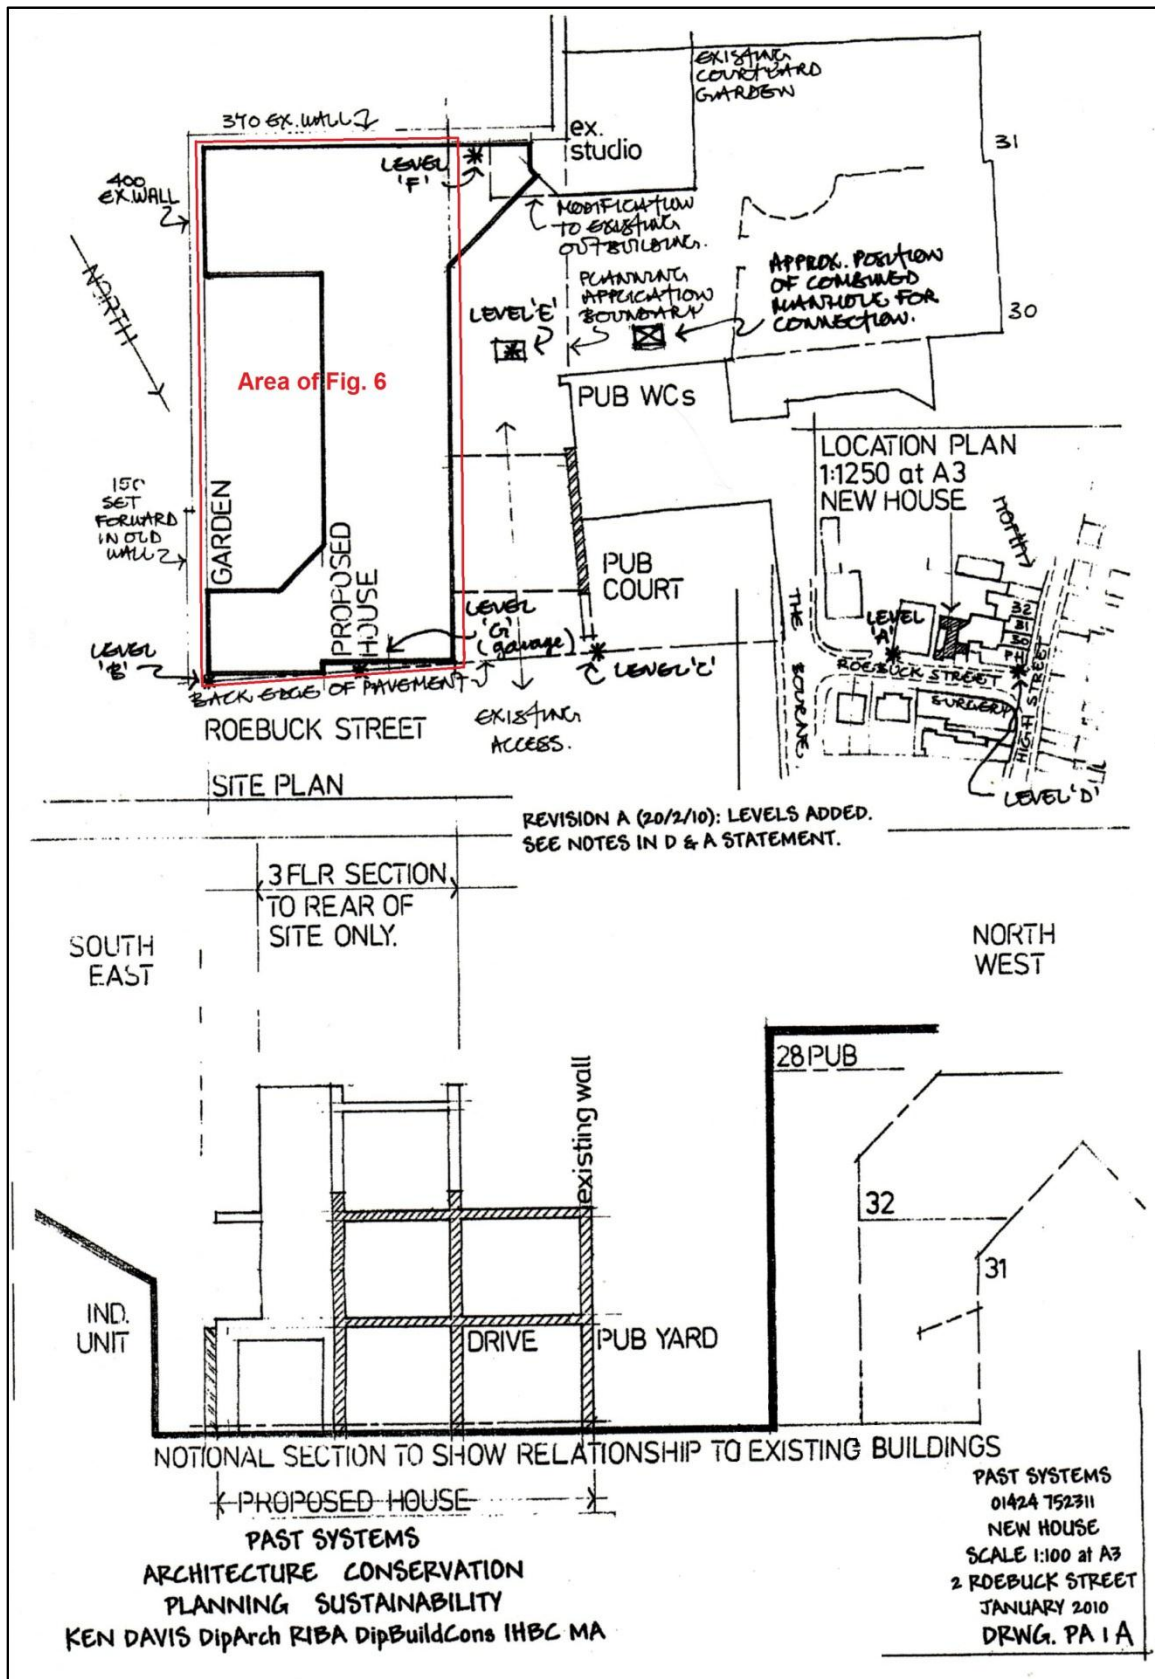 EXISTING
COURTYARD
GARDEN
370 EX. WALL
ex.
studio
31
LEVEL
'F'
400
EX. WALL
MODIFICATION
TO EXISTING
OUTBUILDING.
NORTH
PLANNING
APPLICATION
BOUNDARY
APPROX. POSITION
OF COMBINED
MANHOLE FOR
CONNECTION.
LEVEL 'E'
30
Area of Fig. 6
PUB WCs
LOCATION PLAN
1:1250 at A3
NEW HOUSE
150
SET
FORWARD
IN OLD
WALL
GARDEN
PROPOSED
HOUSE
PUB
COURT
NORTH
THE BOURNE
LEVEL
'A'
32
31
30
PH
ROEBUCK STREET
SURGERY
HIGH STREET
LEVEL 'D'
LEVEL
'G'
(garage)
LEVEL
'B'
LEVEL 'C'
BACK EDGE OF PAVEMENT
ROEBUCK STREET
EXISTING
ACCESS.
SITE PLAN
REVISION A (20/2/10): LEVELS ADDED.
SEE NOTES IN D & A STATEMENT.
3 FLR SECTION
TO REAR OF
SITE ONLY.
SOUTH
EAST
NORTH
WEST
existing wall
28 PUB
32
31
IND.
UNIT
DRIVE
PUB YARD
NOTIONAL SECTION TO SHOW RELATIONSHIP TO EXISTING BUILDINGS
PROPOSED HOUSE
PAST SYSTEMS
ARCHITECTURE CONSERVATION
PLANNING SUSTAINABILITY
KEN DAVIS DipArch RIBA DipBuildCons IHBC MA
PAST SYSTEMS
01424 752311
NEW HOUSE
SCALE 1:100 at A3
2 ROEBUCK STREET
JANUARY 2010
DRWG. PA 1 A